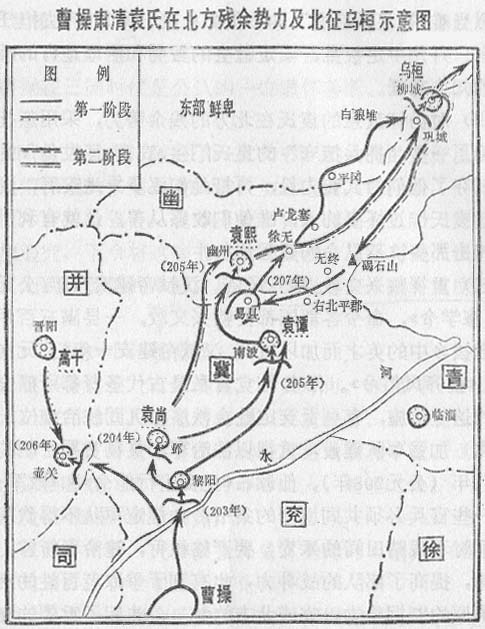 曹操肃清袁氏在北方残余势力及北征乌桓示意图
图 例
第一阶段
第二阶段
东部鲜卑
乌桓
柳城
白狼堆
巩城
平冈
幽
卢龙塞
袁熙
徐无
幽州
无终
(205年)
(207年)
碣石山
易县
右北平郡
并
晋阳
高干
袁谭
冀
南波
青
(205年)
河
临淄
袁尚
(204年)
邺
水
(206年)
壶关
黎阳
(203年)
兖
司
徐
曹操